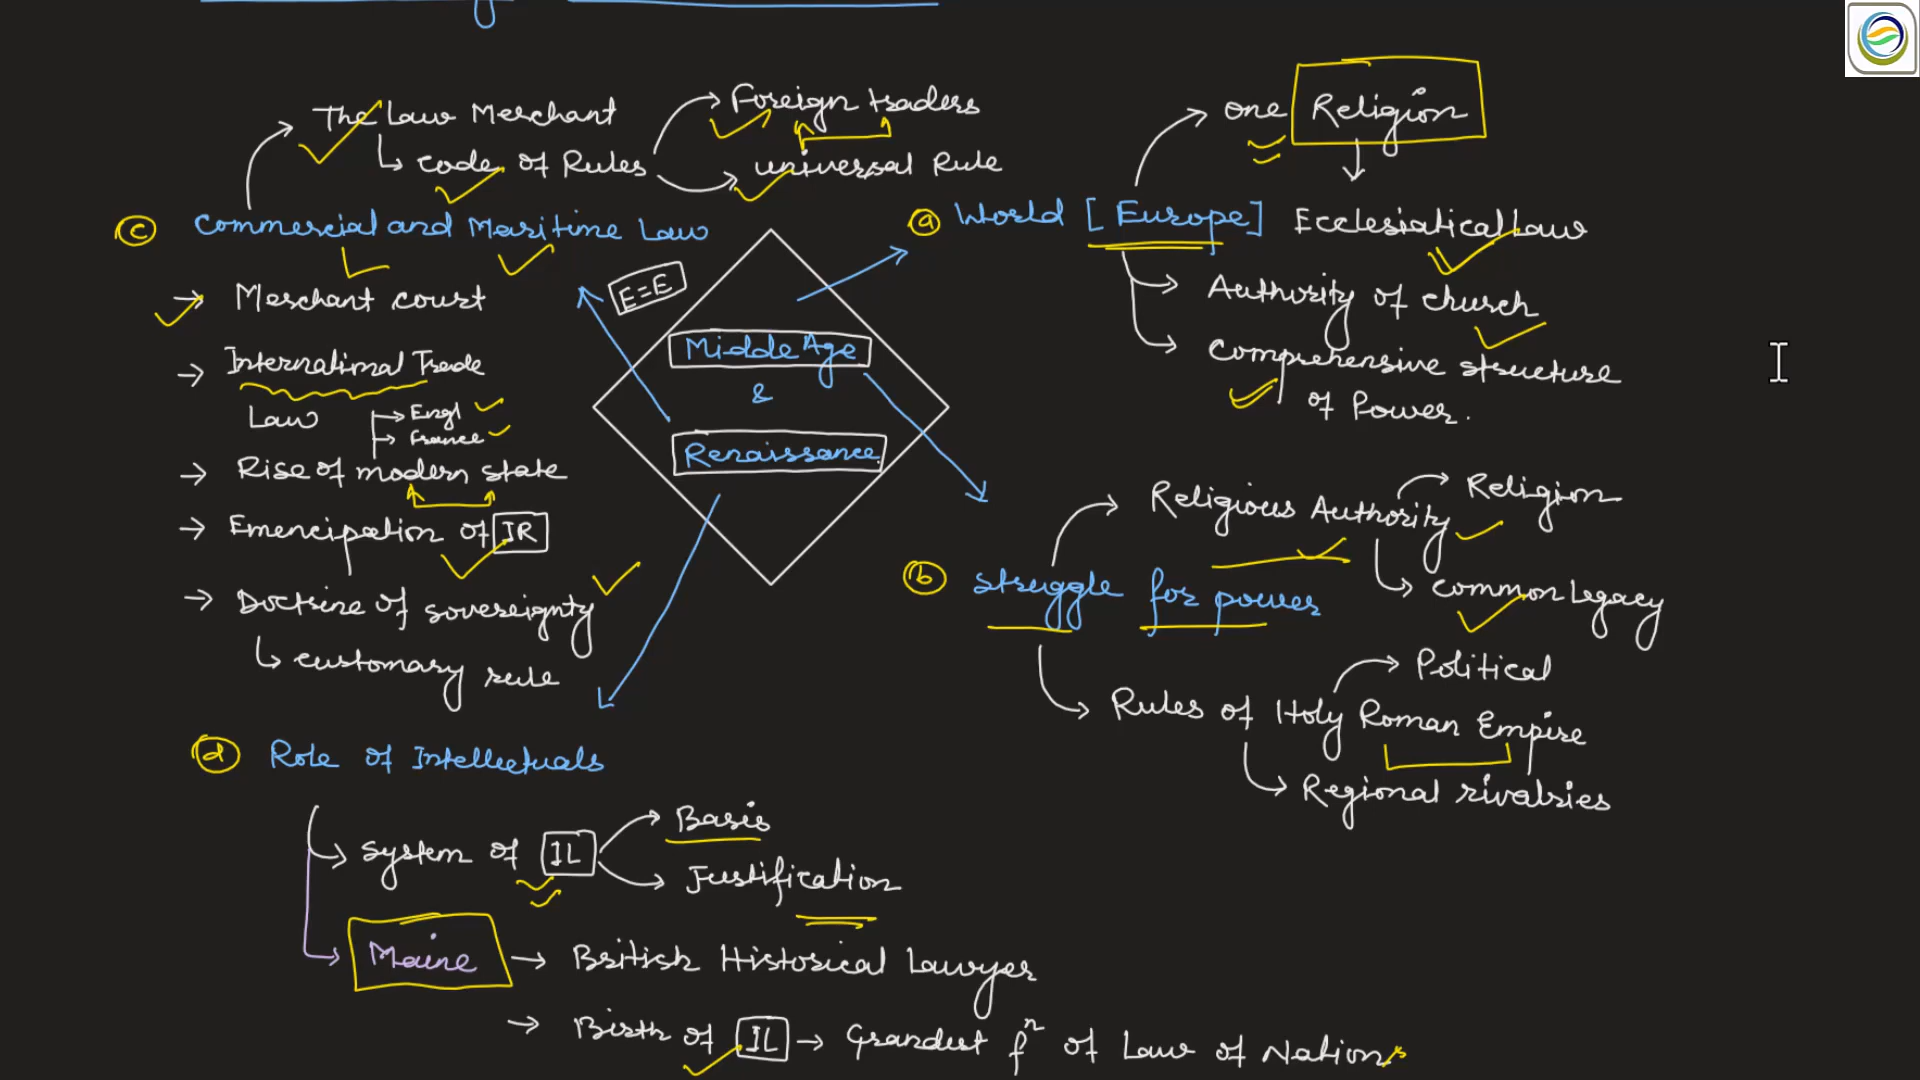 The Law Merchant
↳ code of Rules
→ Foreign traders
→ universal Rule
(c) Commercial and Maritime Law
→ Merchant court
→ International Trade
Law → Engl
→ France
→ Rise of modern state
→ Emencipation of IR
→ Doctrine of sovereignty
↳ customary rule
E=E
Middle Age
&
Renaissance
(a) World [Europe]
→ one Religion
↓
Ecclesiatical Law
→ Authority of church
→ Comprehensive structure
of Power.
(b) struggle for power
→ Religious Authority
→ Religion
→ Common Legacy
→ Rules of Holy Roman Empire
→ Political
→ Regional rivalries
(d) Role of Intellectuals
→ System of IL
→ Basis
→ Justification
→ Maine → British Historical Lawyer
→ Birth of IL → Grandest fⁿ of Law of Nations